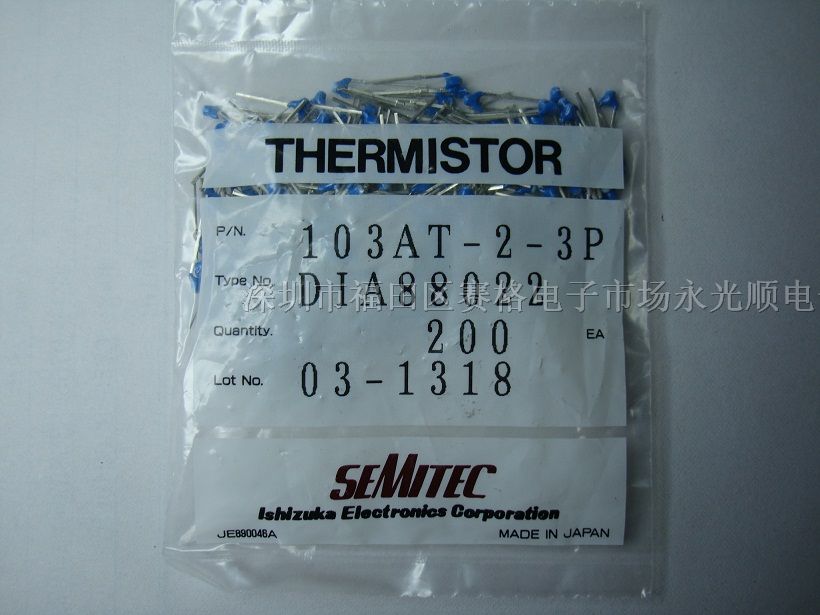 THERMISTOR
P/N. 103AT-2-3P
Type No. DIA88022
深圳市福田区赛格电子市场永光顺电
Quantity. 200 EA
Lot No. 03-1318
SEMITEC
Ishizuka Electronics Corporation
JE890046A MADE IN JAPAN